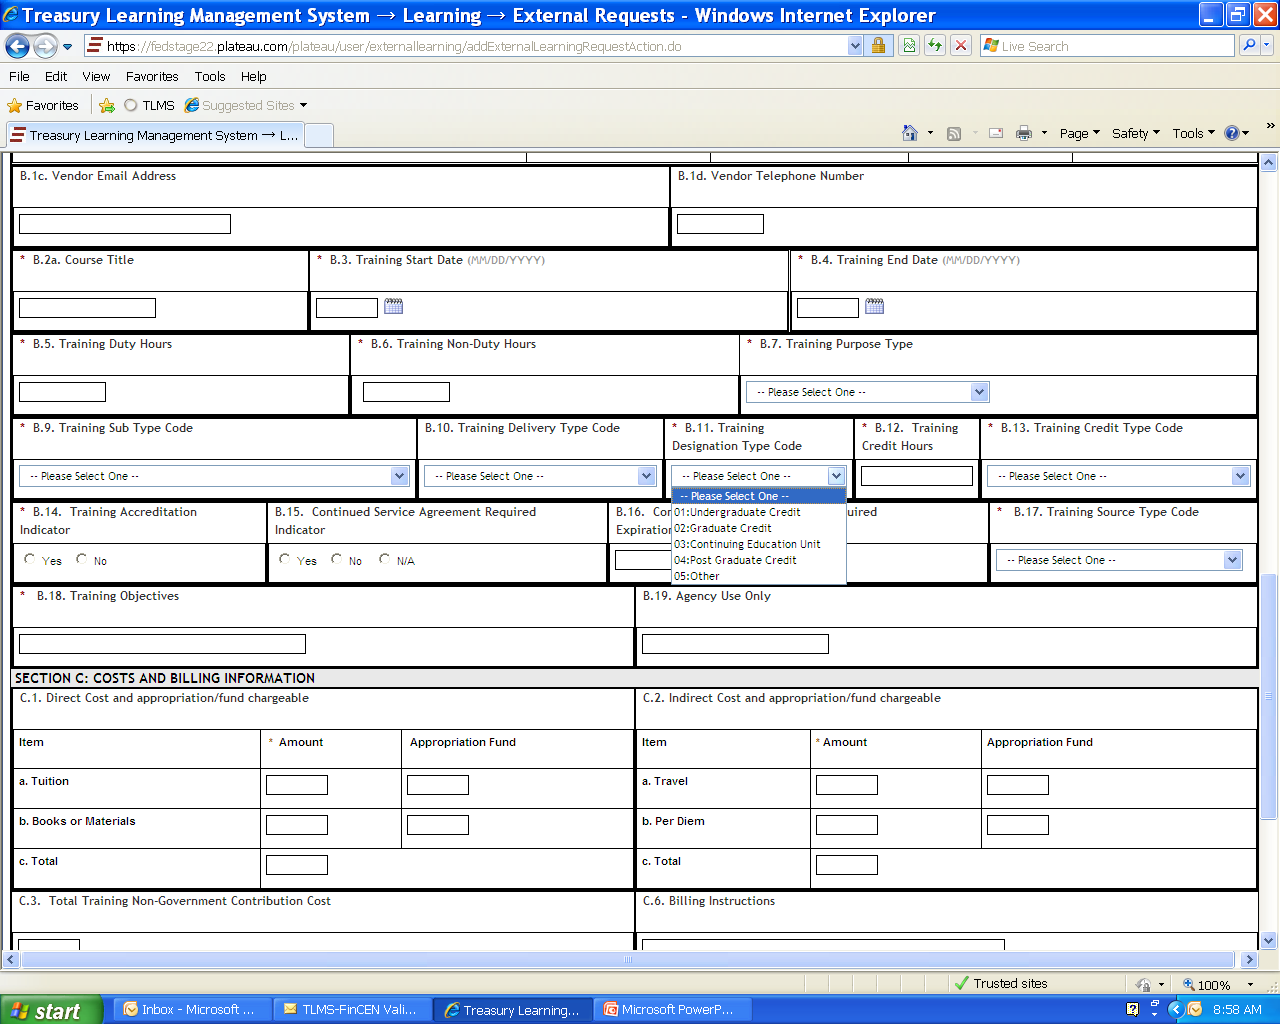 Treasury Learning Management System → Learning → External Requests - Windows Internet Explorer
https://fedstage22.plateau.com/plateau/user/externallearning/addExternalLearningRequestAction.do
Live Search
File Edit View Favorites Tools Help
Favorites TLMS Suggested Sites
Treasury Learning Management System → L...
Page Safety Tools
B.1c. Vendor Email Address
B.1d. Vendor Telephone Number
* B.2a. Course Title
* B.3. Training Start Date (MM/DD/YYYY)
* B.4. Training End Date (MM/DD/YYYY)
* B.5. Training Duty Hours
* B.6. Training Non-Duty Hours
* B.7. Training Purpose Type
-- Please Select One --
* B.9. Training Sub Type Code
B.10. Training Delivery Type Code
* B.11. Training
Designation Type Code
* B.12. Training
Credit Hours
* B.13. Training Credit Type Code
-- Please Select One --
-- Please Select One --
-- Please Select One --
-- Please Select One --
-- Please Select One --
01:Undergraduate Credit
02:Graduate Credit
03:Continuing Education Unit
04:Post Graduate Credit
05:Other
* B.14. Training Accreditation
Indicator
B.15. Continued Service Agreement Required
Indicator
B.16.
* B.17. Training Source Type Code
Yes No
Yes No N/A
-- Please Select One --
* B.18. Training Objectives
B.19. Agency Use Only
SECTION C: COSTS AND BILLING INFORMATION
C.1. Direct Cost and appropriation/fund chargeable
C.2. Indirect Cost and appropriation/fund chargeable
Item * Amount Appropriation Fund
Item * Amount Appropriation Fund
a. Tuition
a. Travel
b. Books or Materials
b. Per Diem
c. Total
c. Total
C.3. Total Training Non-Government Contribution Cost
C.6. Billing Instructions
Trusted sites
100%
start
Inbox - Microsoft ...
TLMS-FinCEN Vali...
Treasury Learning...
Microsoft PowerP...
8:58 AM